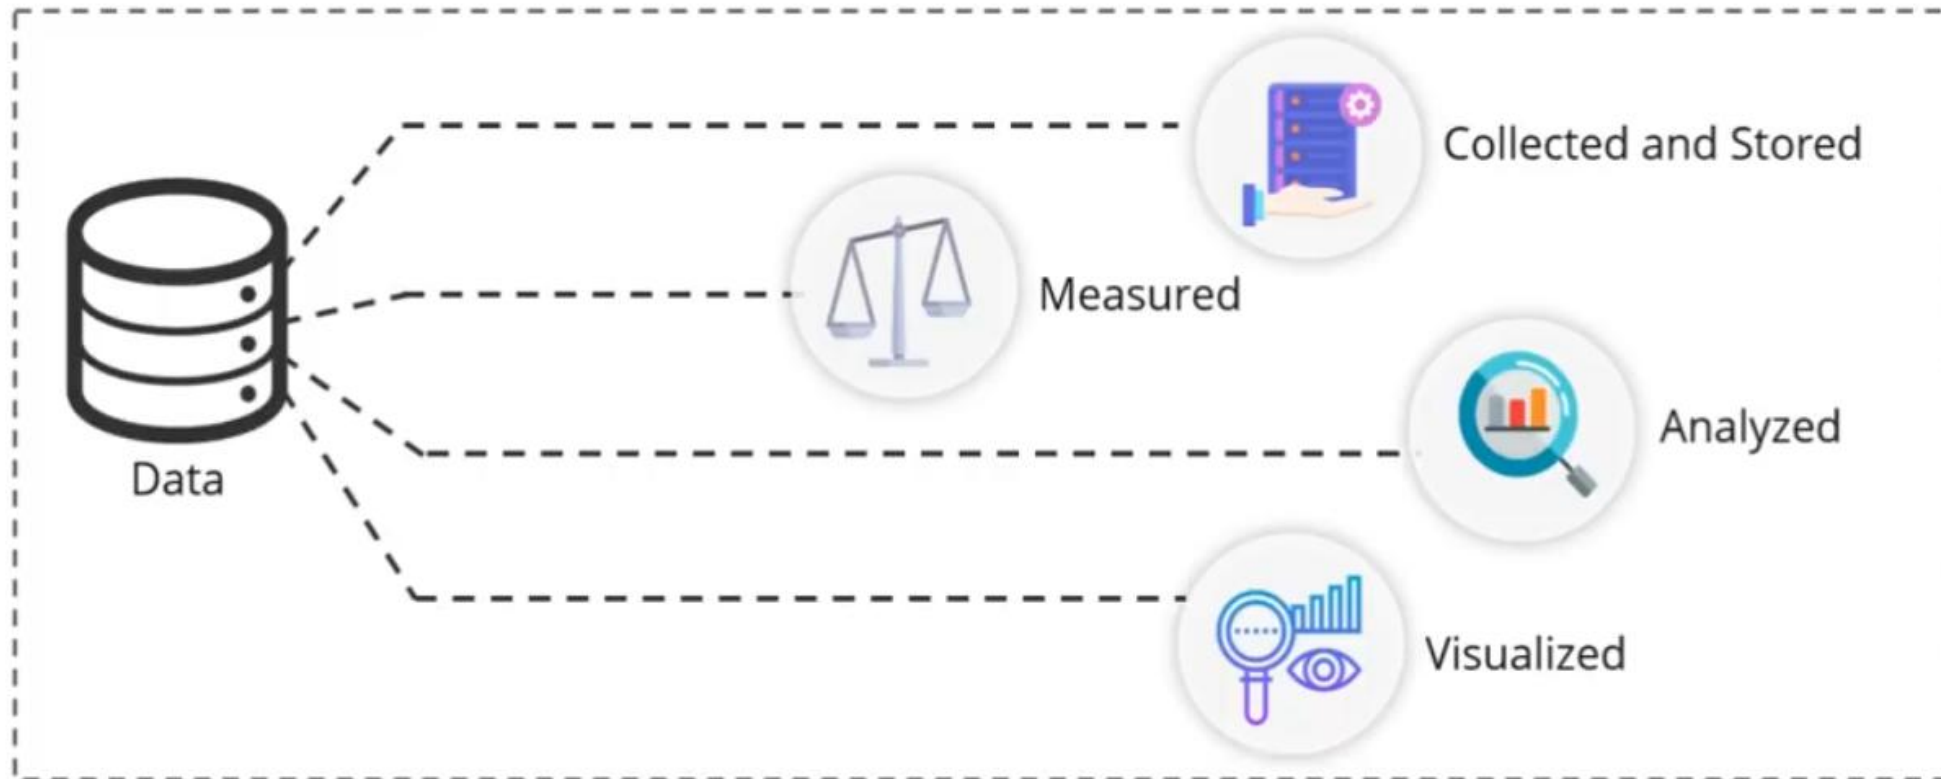 Collected and Stored
Measured
Analyzed
Data
Visualized